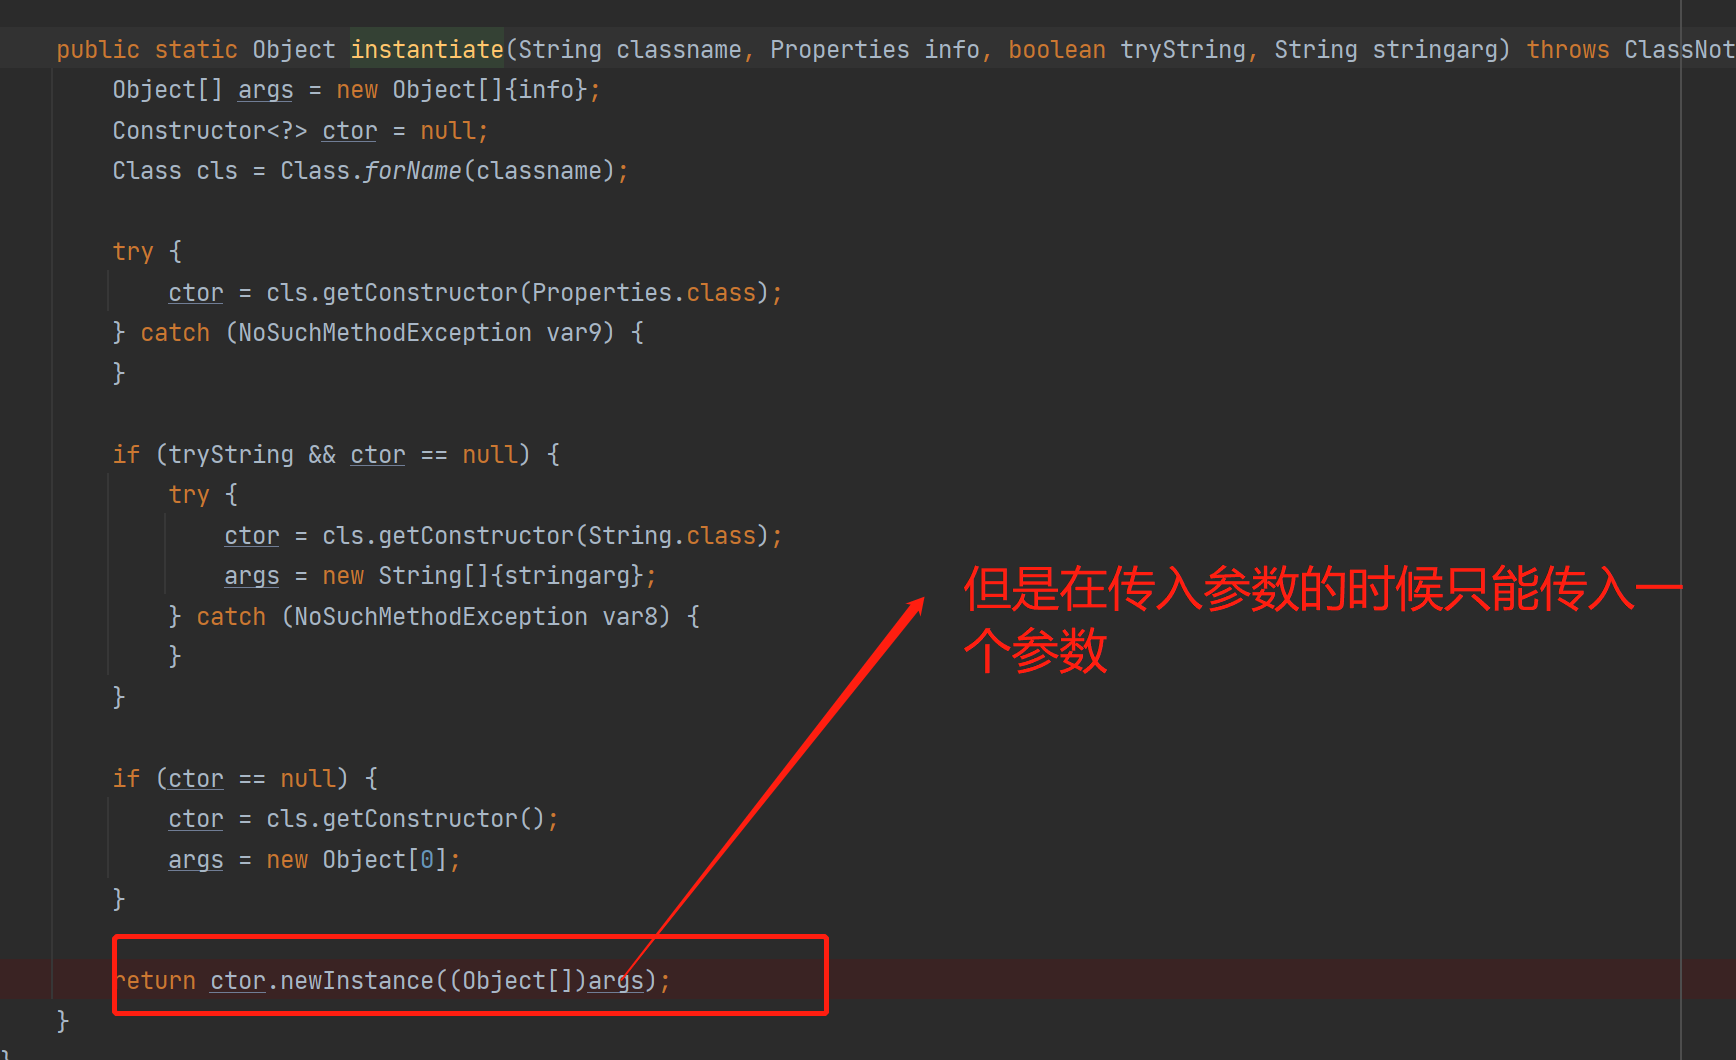 public static Object instantiate(String classname, Properties info, boolean tryString, String stringarg) throws ClassNot
Object[] args = new Object[]{info};
Constructor<?> ctor = null;
Class cls = Class.forName(classname);
try {
ctor = cls.getConstructor(Properties.class);
} catch (NoSuchMethodException var9) {
}
if (tryString && ctor == null) {
try {
ctor = cls.getConstructor(String.class);
args = new String[]{stringarg};
} catch (NoSuchMethodException var8) {
}
}
if (ctor == null) {
ctor = cls.getConstructor();
args = new Object[0];
}
return ctor.newInstance((Object[])args);
}
}
但是在传入参数的时候只能传入一
个参数